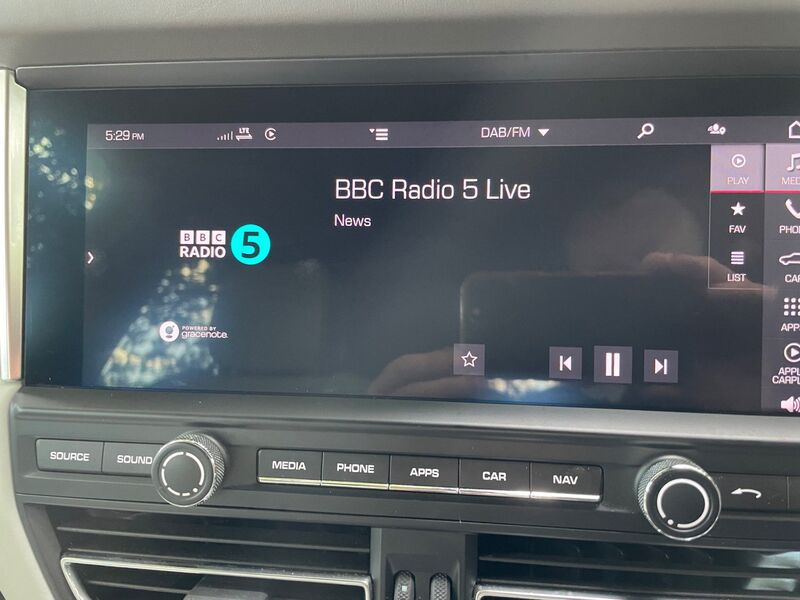 5:29 PM LTE DAB/FM
BBC Radio 5 Live
News
BBC
RADIO 5
POWERED BY
gracenote.
PLAY
FAV
LIST
CAR
SOURCE SOUND MEDIA PHONE APPS CAR NAV